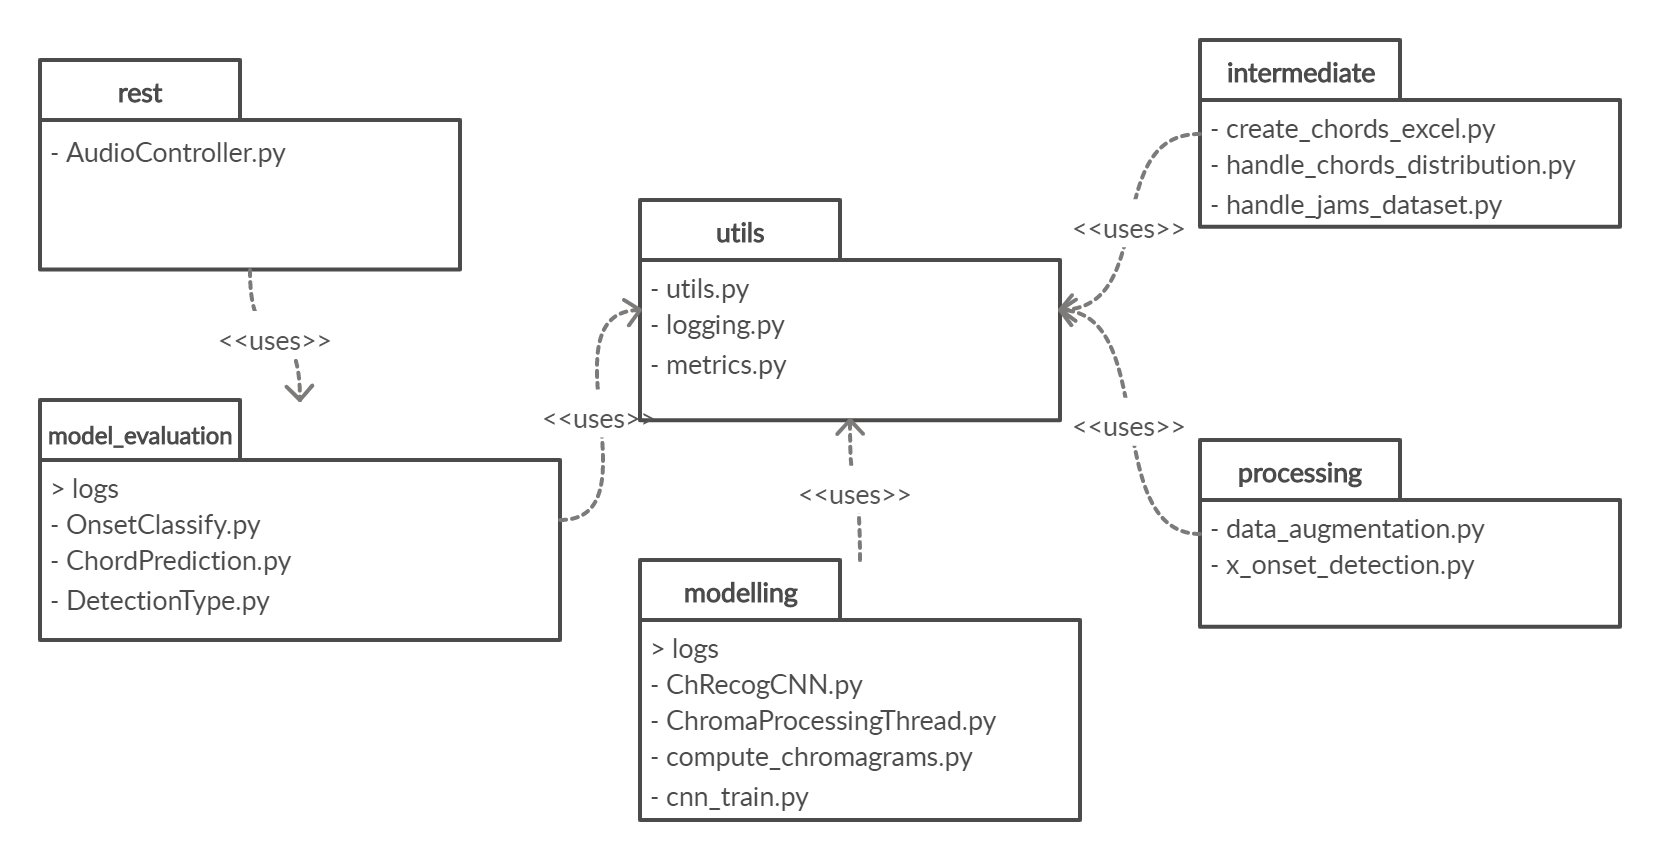 rest
- AudioController.py
<<uses>>
model_evaluation
> logs
- OnsetClassify.py
- ChordPrediction.py
- DetectionType.py
<<uses>>
utils
- utils.py
- logging.py
- metrics.py
<<uses>>
modelling
> logs
- ChRecogCNN.py
- ChromaProcessingThread.py
- compute_chromagrams.py
- cnn_train.py
intermediate
- create_chords_excel.py
- handle_chords_distribution.py
- handle_jams_dataset.py
<<uses>>
<<uses>>
processing
- data_augmentation.py
- x_onset_detection.py